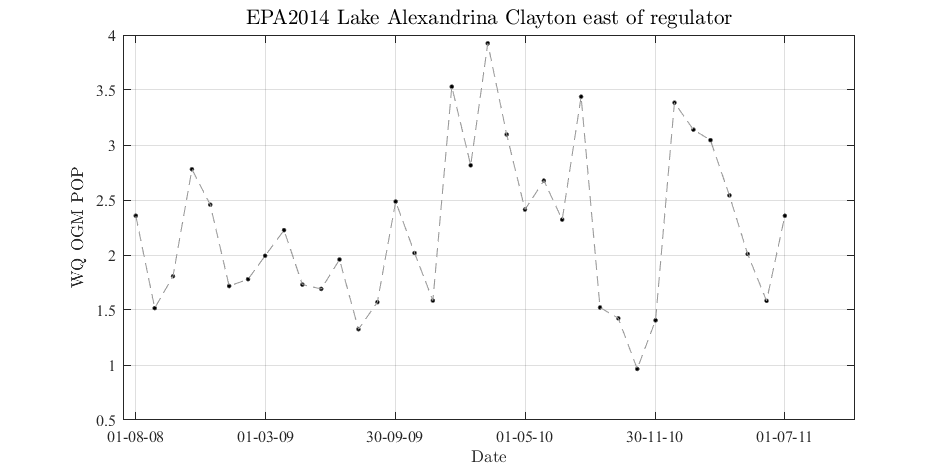 EPA2014 Lake Alexandrina Clayton east of regulator
WQ OGM POP
4
3.5
3
2.5
2
1.5
1
0.5
01-08-08 01-03-09 30-09-09 01-05-10 30-11-10 01-07-11
Date